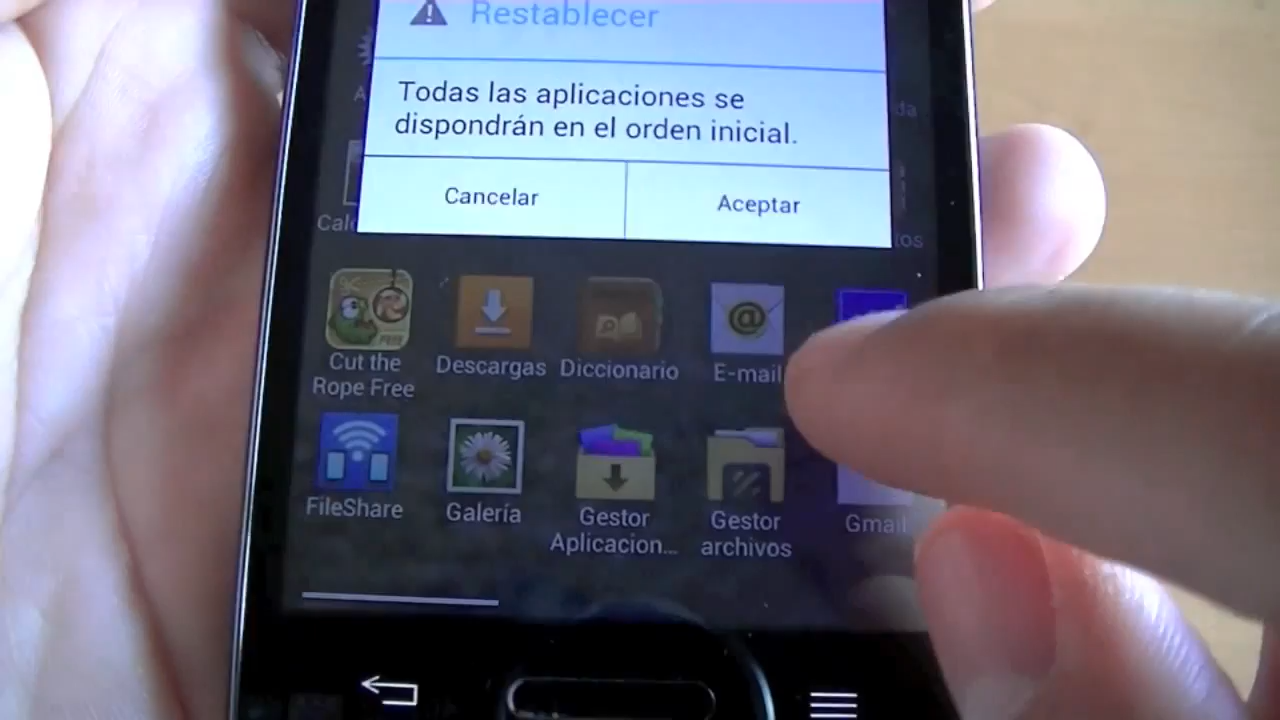 Restablecer
Todas las aplicaciones se
dispondrán en el orden inicial.
Cancelar
Aceptar
Cut the
Rope Free
Descargas
Diccionario
E-mail
FileShare
Galería
Gestor
Aplicacion...
Gestor
archivos
Gmail